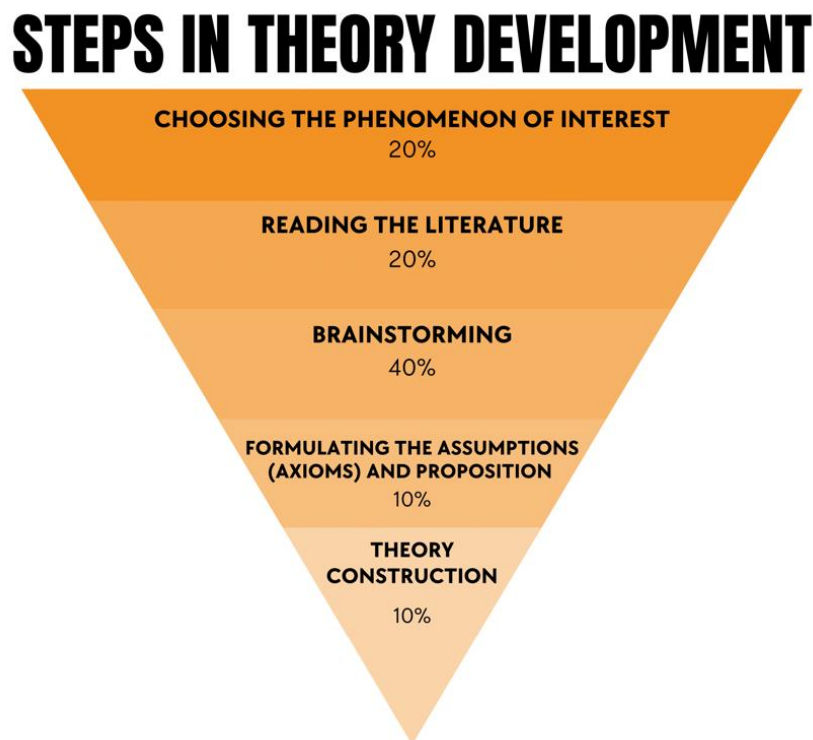 STEPS IN THEORY DEVELOPMENT
CHOOSING THE PHENOMENON OF INTEREST
20%
READING THE LITERATURE
20%
BRAINSTORMING
40%
FORMULATING THE ASSUMPTIONS
(AXIOMS) AND PROPOSITION
10%
THEORY
CONSTRUCTION
10%